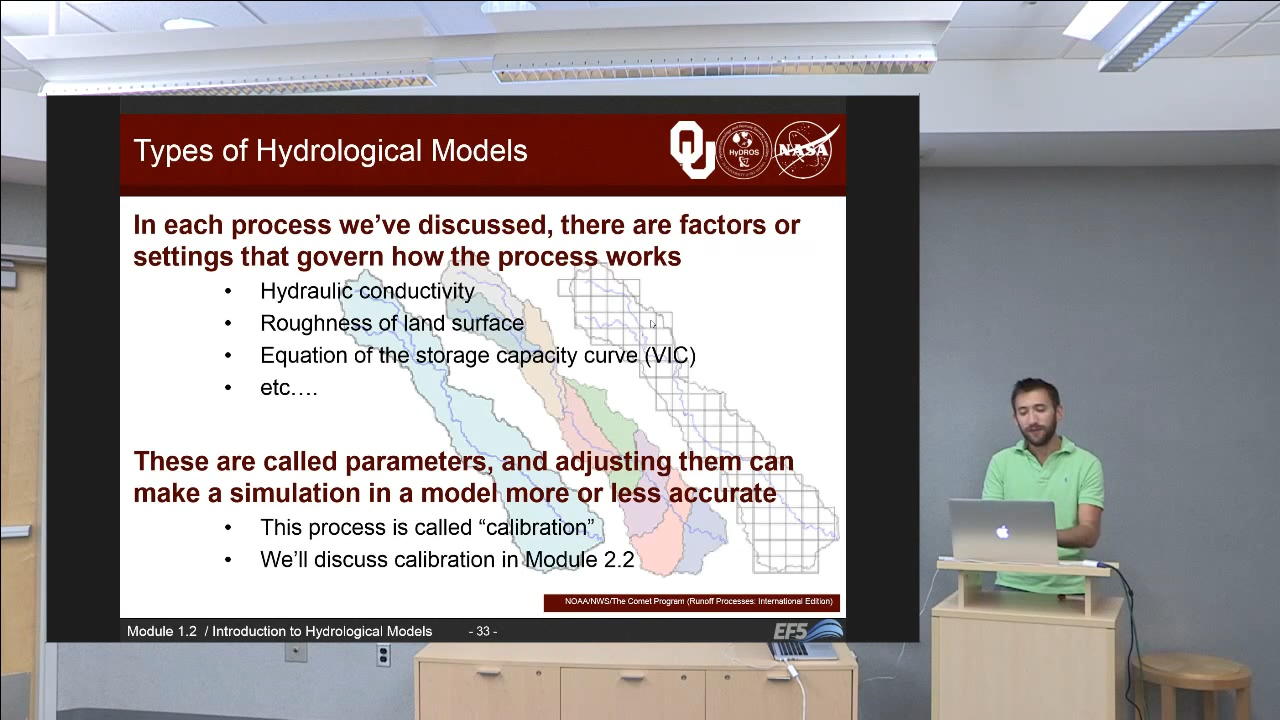 Types of Hydrological Models
OU
HyDROS
NASA
In each process we've discussed, there are factors or
settings that govern how the process works
• Hydraulic conductivity
• Roughness of land surface
• Equation of the storage capacity curve (VIC)
• etc….
These are called parameters, and adjusting them can
make a simulation in a model more or less accurate
• This process is called “calibration”
• We'll discuss calibration in Module 2.2
NOAA/NWS/The Comet Program (Runoff Processes: International Edition)
Module 1.2 / Introduction to Hydrological Models - 33 -
EF5